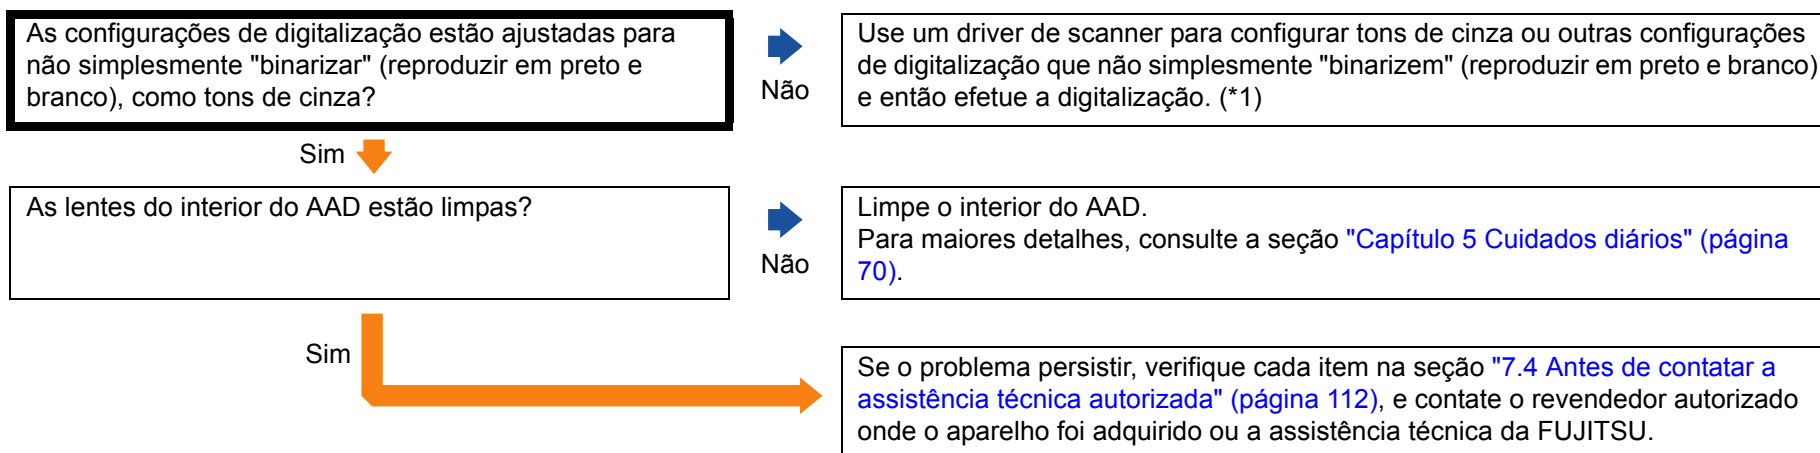 As configurações de digitalização estão ajustadas para
não simplesmente "binarizar" (reproduzir em preto e
branco), como tons de cinza?
Não
Use um driver de scanner para configurar tons de cinza ou outras configurações
de digitalização que não simplesmente "binarizem" (reproduzir em preto e branco)
e então efetue a digitalização. (*1)
Sim
As lentes do interior do AAD estão limpas?
Não
Limpe o interior do AAD.
Para maiores detalhes, consulte a seção "Capítulo 5 Cuidados diários" (página
70).
Sim
Se o problema persistir, verifique cada item na seção "7.4 Antes de contatar a
assistência técnica autorizada" (página 112), e contate o revendedor autorizado
onde o aparelho foi adquirido ou a assistência técnica da FUJITSU.